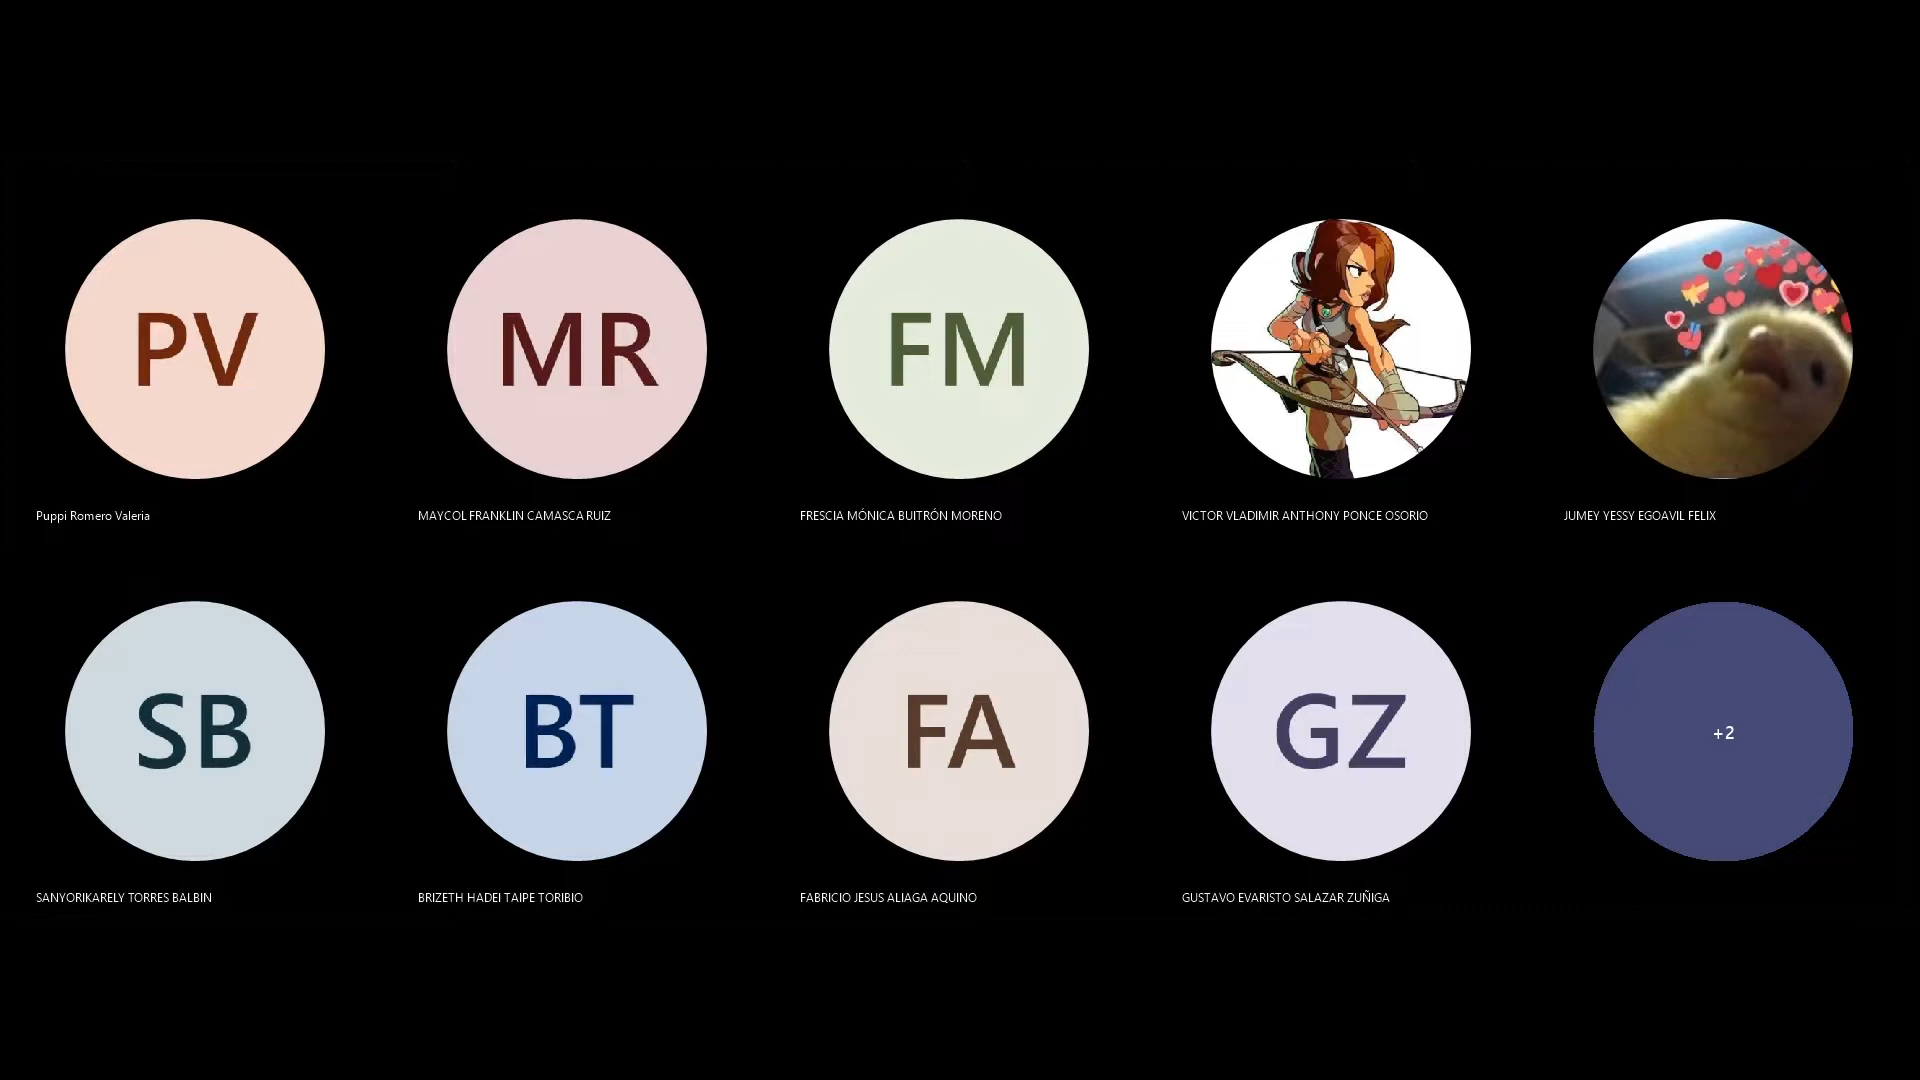 PV
MR
FM
Puppi Romero Valeria
MAYCOL FRANKLIN CAMASCA RUIZ
FRESCIA MÓNICA BUITRÓN MORENO
VICTOR VLADIMIR ANTHONY PONCE OSORIO
JUMEY YESSY EGOAVIL FELIX
SB
BT
FA
GZ
+2
SANYORIKARELY TORRES BALBIN
BRIZETH HADEI TAIPE TORIBIO
FABRICIO JESUS ALIAGA AQUINO
GUSTAVO EVARISTO SALAZAR ZUÑIGA